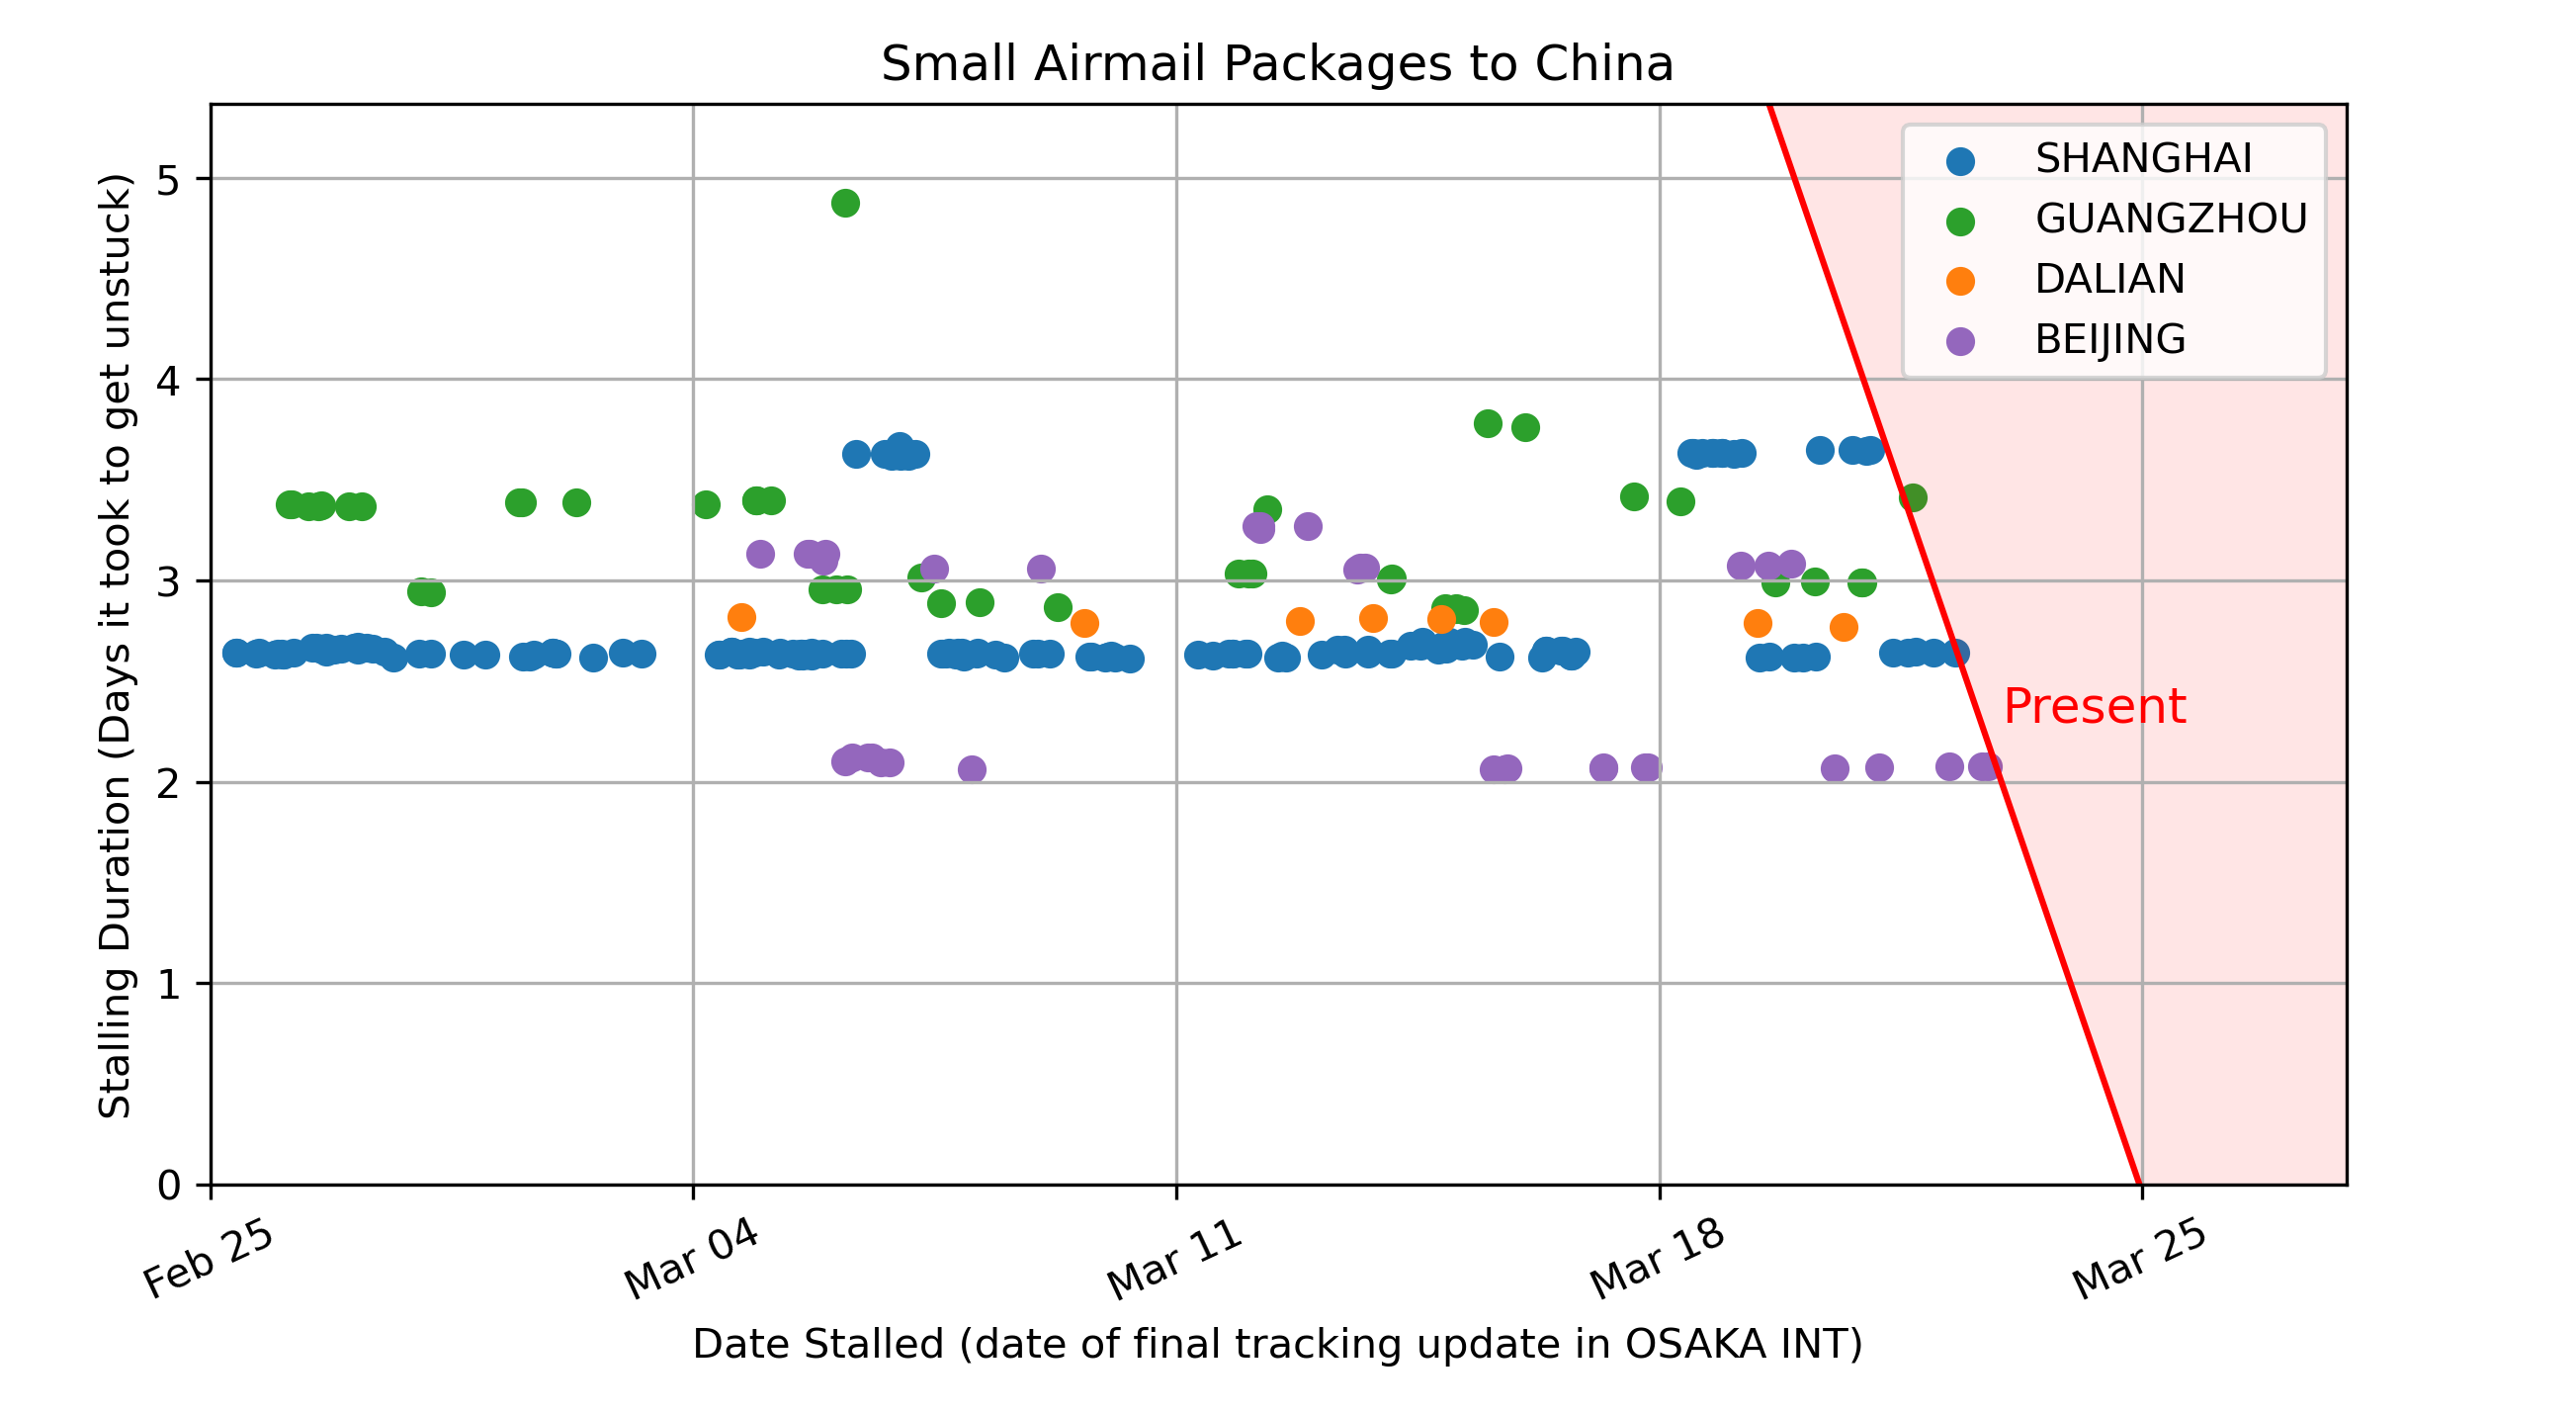 Small Airmail Packages to China
Stalling Duration (Days it took to get unstuck)
5
4
3
2
1
0
SHANGHAI
GUANGZHOU
DALIAN
BEIJING
Present
Feb 25
Mar 04
Mar 11
Mar 18
Mar 25
Date Stalled (date of final tracking update in OSAKA INT)